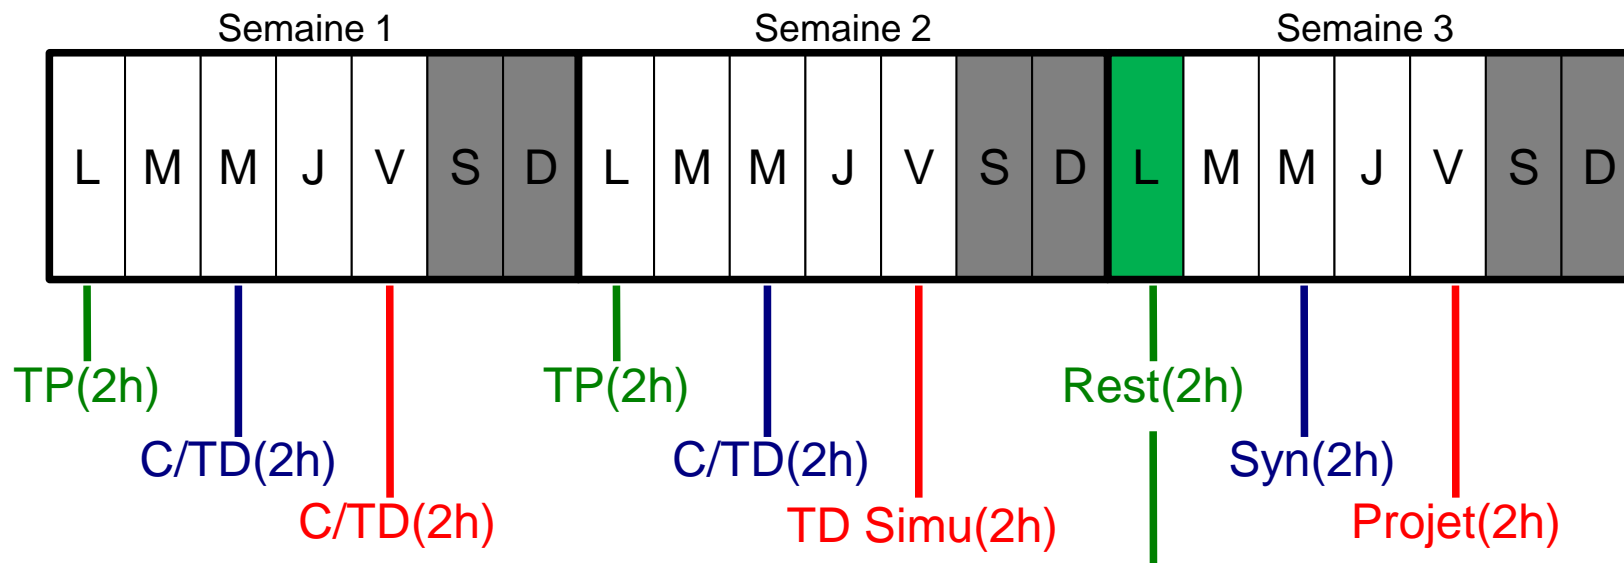 Semaine 1 Semaine 2 Semaine 3
L M M J V S D L M M J V S D L M M J V S D
TP(2h) TP(2h) Rest(2h)
C/TD(2h) C/TD(2h) Syn(2h)
C/TD(2h) TD Simu(2h) Projet(2h)